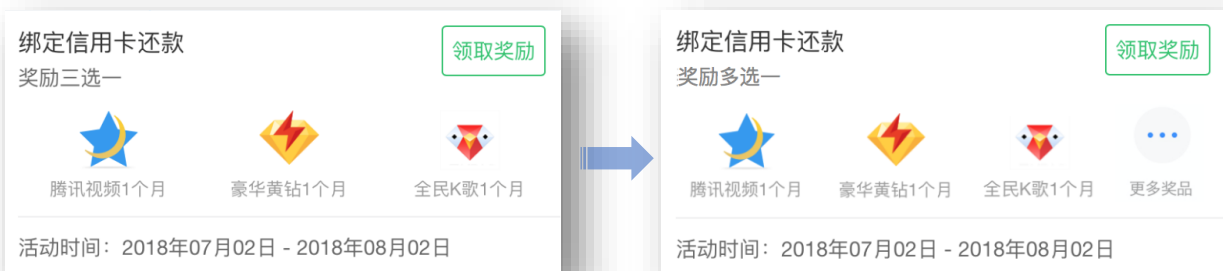 绑定信用卡还款
领取奖励
奖励三选一
腾讯视频1个月
豪华黄钻1个月
全民K歌1个月
活动时间：2018年07月02日 - 2018年08月02日
绑定信用卡还款
领取奖励
奖励多选一
腾讯视频1个月
豪华黄钻1个月
全民K歌1个月
更多奖品
活动时间：2018年07月02日 - 2018年08月02日